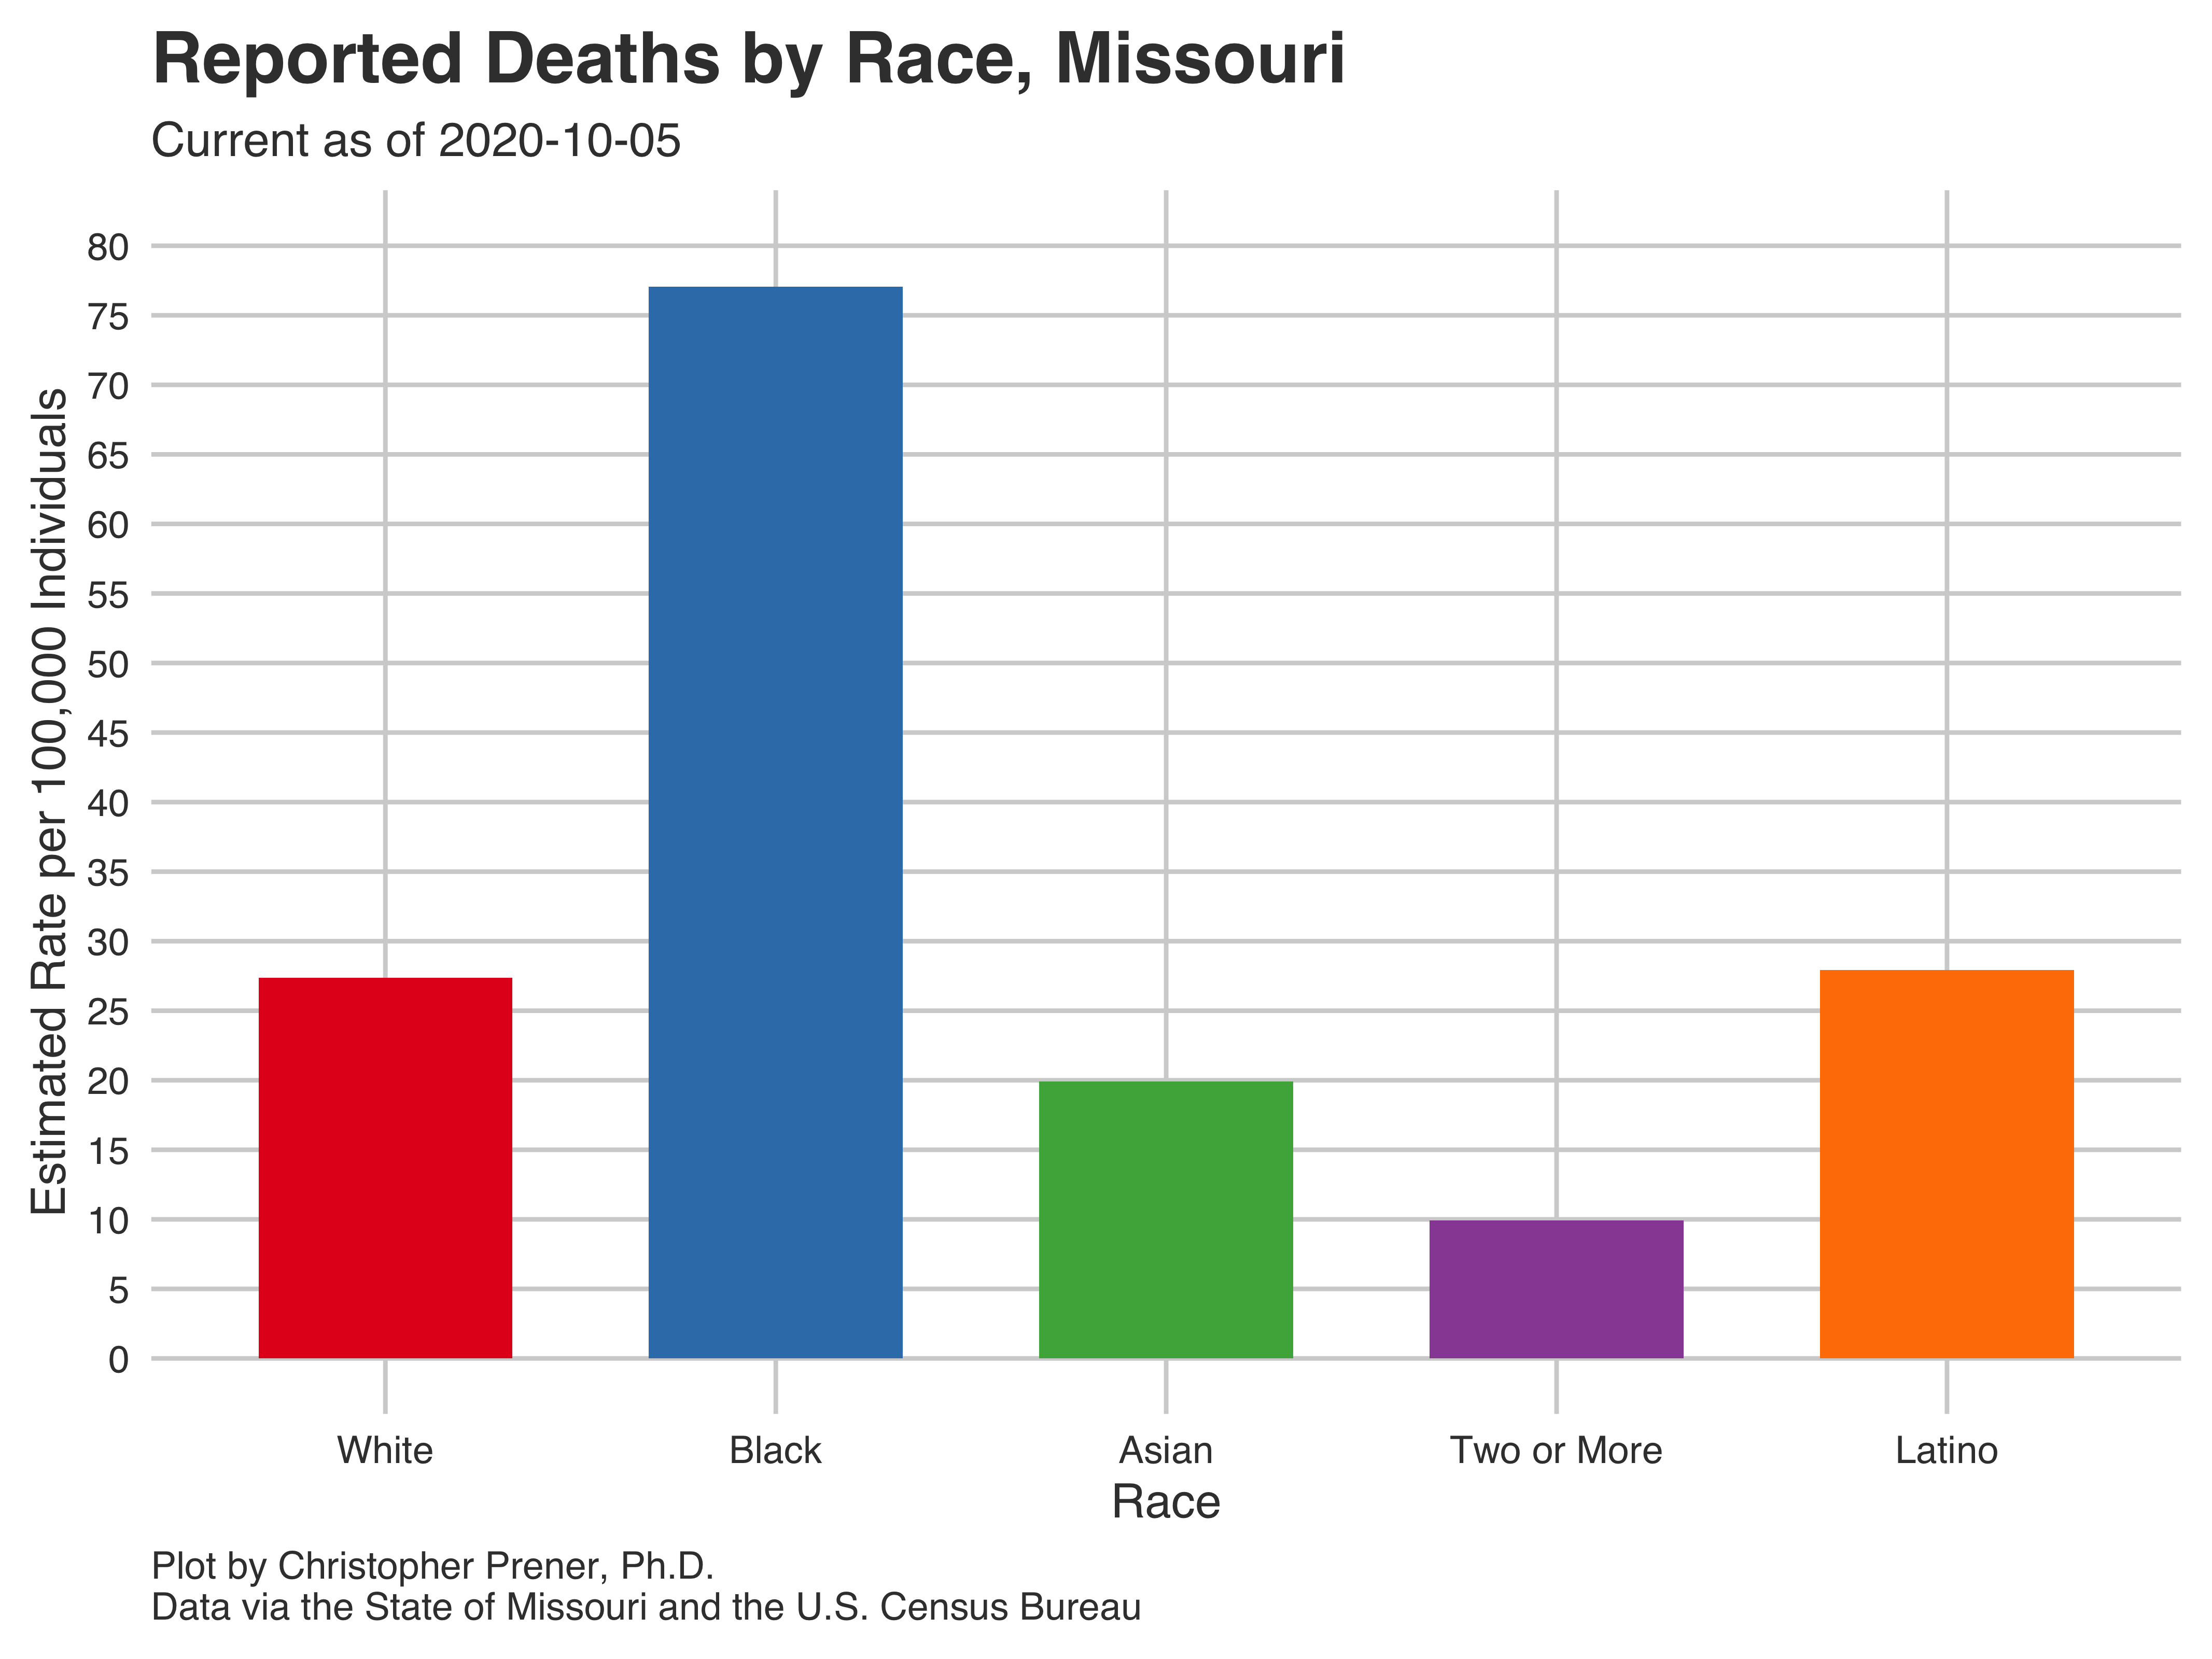 Reported Deaths by Race, Missouri
Current as of 2020-10-05
Estimated Rate per 100,000 Individuals
80
75
70
65
60
55
50
45
40
35
30
25
20
15
10
5
0
White Black Asian Two or More Latino
Race
Plot by Christopher Prener, Ph.D.
Data via the State of Missouri and the U.S. Census Bureau